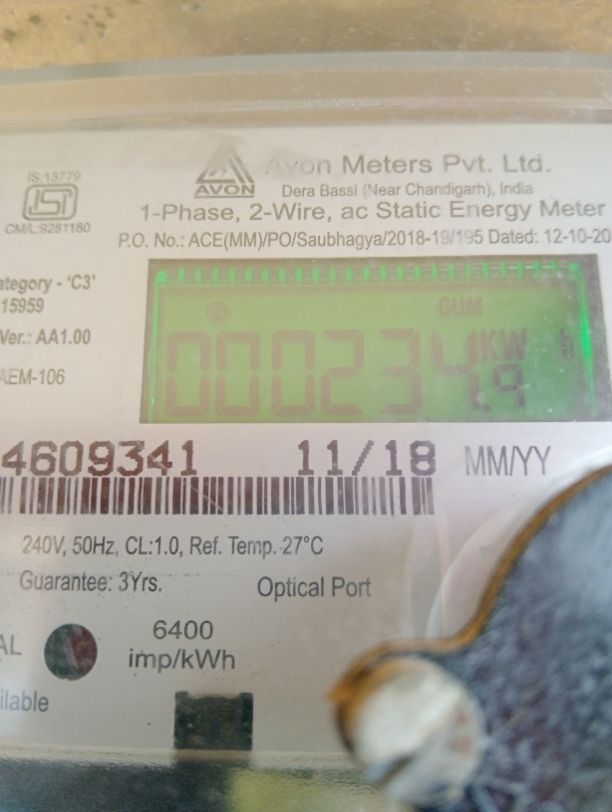 IS:13779
ISI
CM/L:9281180
AVON
Avon Meters Pvt. Ltd.
Dera Bassi (Near Chandigarh), India
1-Phase, 2-Wire, ac Static Energy Meter
P.O. No.: ACE(MM)/PO/Saubhagya/2018-19/195 Dated: 12-10-20
ategory - 'C3'
15959
Ver.: AA1.00
AEM-106
CUM
000234.9 KW h
4609341 11/18 MM/YY
240V, 50Hz, CL:1.0, Ref. Temp. 27°C
Guarantee: 3Yrs.
Optical Port
AL
6400
imp/kWh
ilable